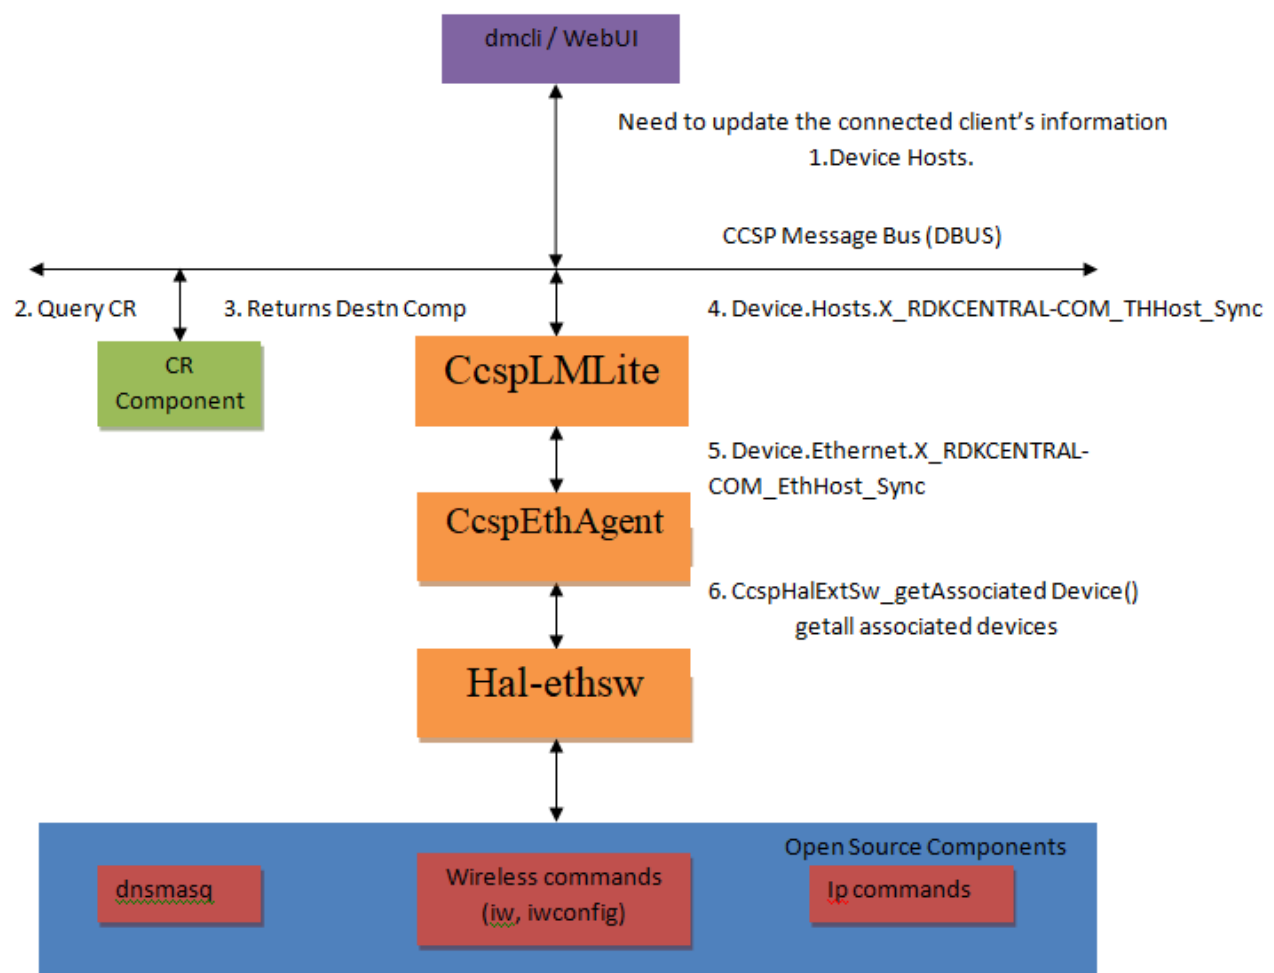 dmcli / WebUI
Need to update the connected client's information
1.Device Hosts.
CCSP Message Bus (DBUS)
2. Query CR
3. Returns Destn Comp
4. Device.Hosts.X_RDKCENTRAL-COM_THHost_Sync
CR
Component
CcspLMLite
5. Device.Ethernet.X_RDKCENTRAL-
COM_EthHost_Sync
CcspEthAgent
6. CcspHalExtSw_getAssociated Device()
getall associated devices
Hal-ethsw
Open Source Components
dnsmasq
Wireless commands
(iw, iwconfig)
Ip commands